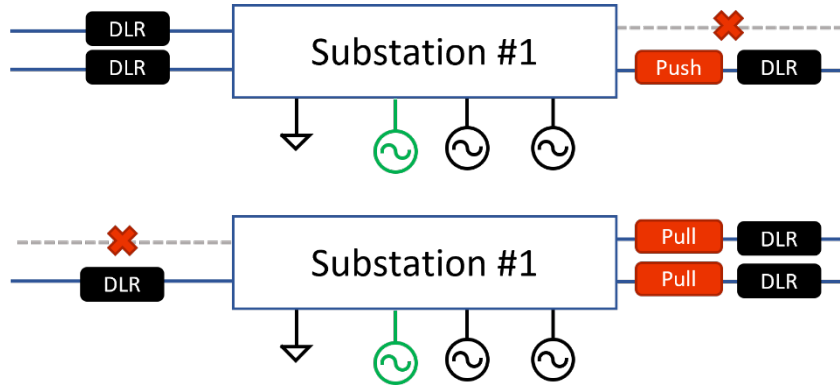 DLR
DLR
Substation #1
Push
DLR
DLR
Substation #1
Pull
DLR
Pull
DLR